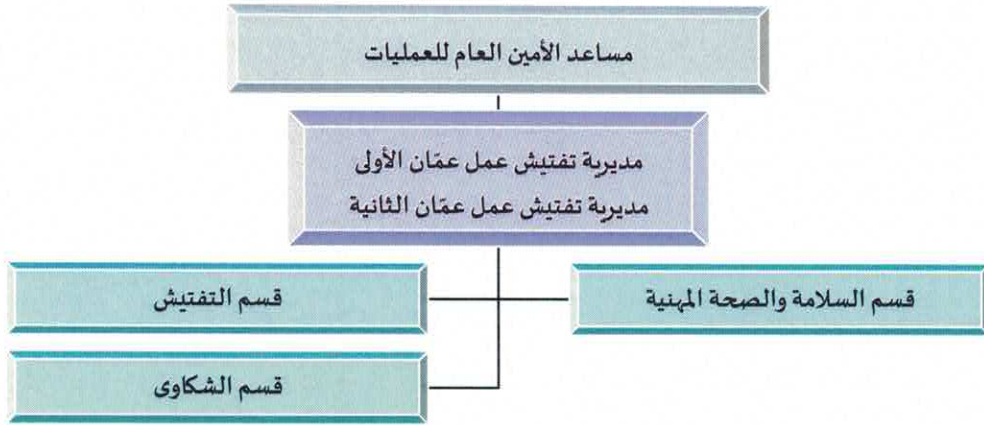 مساعد الأمين العام للعمليات
مديرية تفتيش عمل عمّان الأولى
مديرية تفتيش عمل عمّان الثانية
قسم السلامة والصحة المهنية
قسم التفتيش
قسم الشكاوى